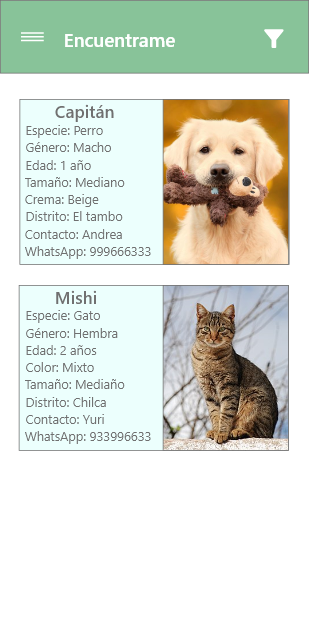 Encuentrame
Capitán
Especie: Perro
Género: Macho
Edad: 1 año
Tamaño: Mediano
Crema: Beige
Distrito: El tambo
Contacto: Andrea
WhatsApp: 999666333
Mishi
Especie: Gato
Género: Hembra
Edad: 2 años
Color: Mixto
Tamaño: Mediaño
Distrito: Chilca
Contacto: Yuri
WhatsApp: 933996633